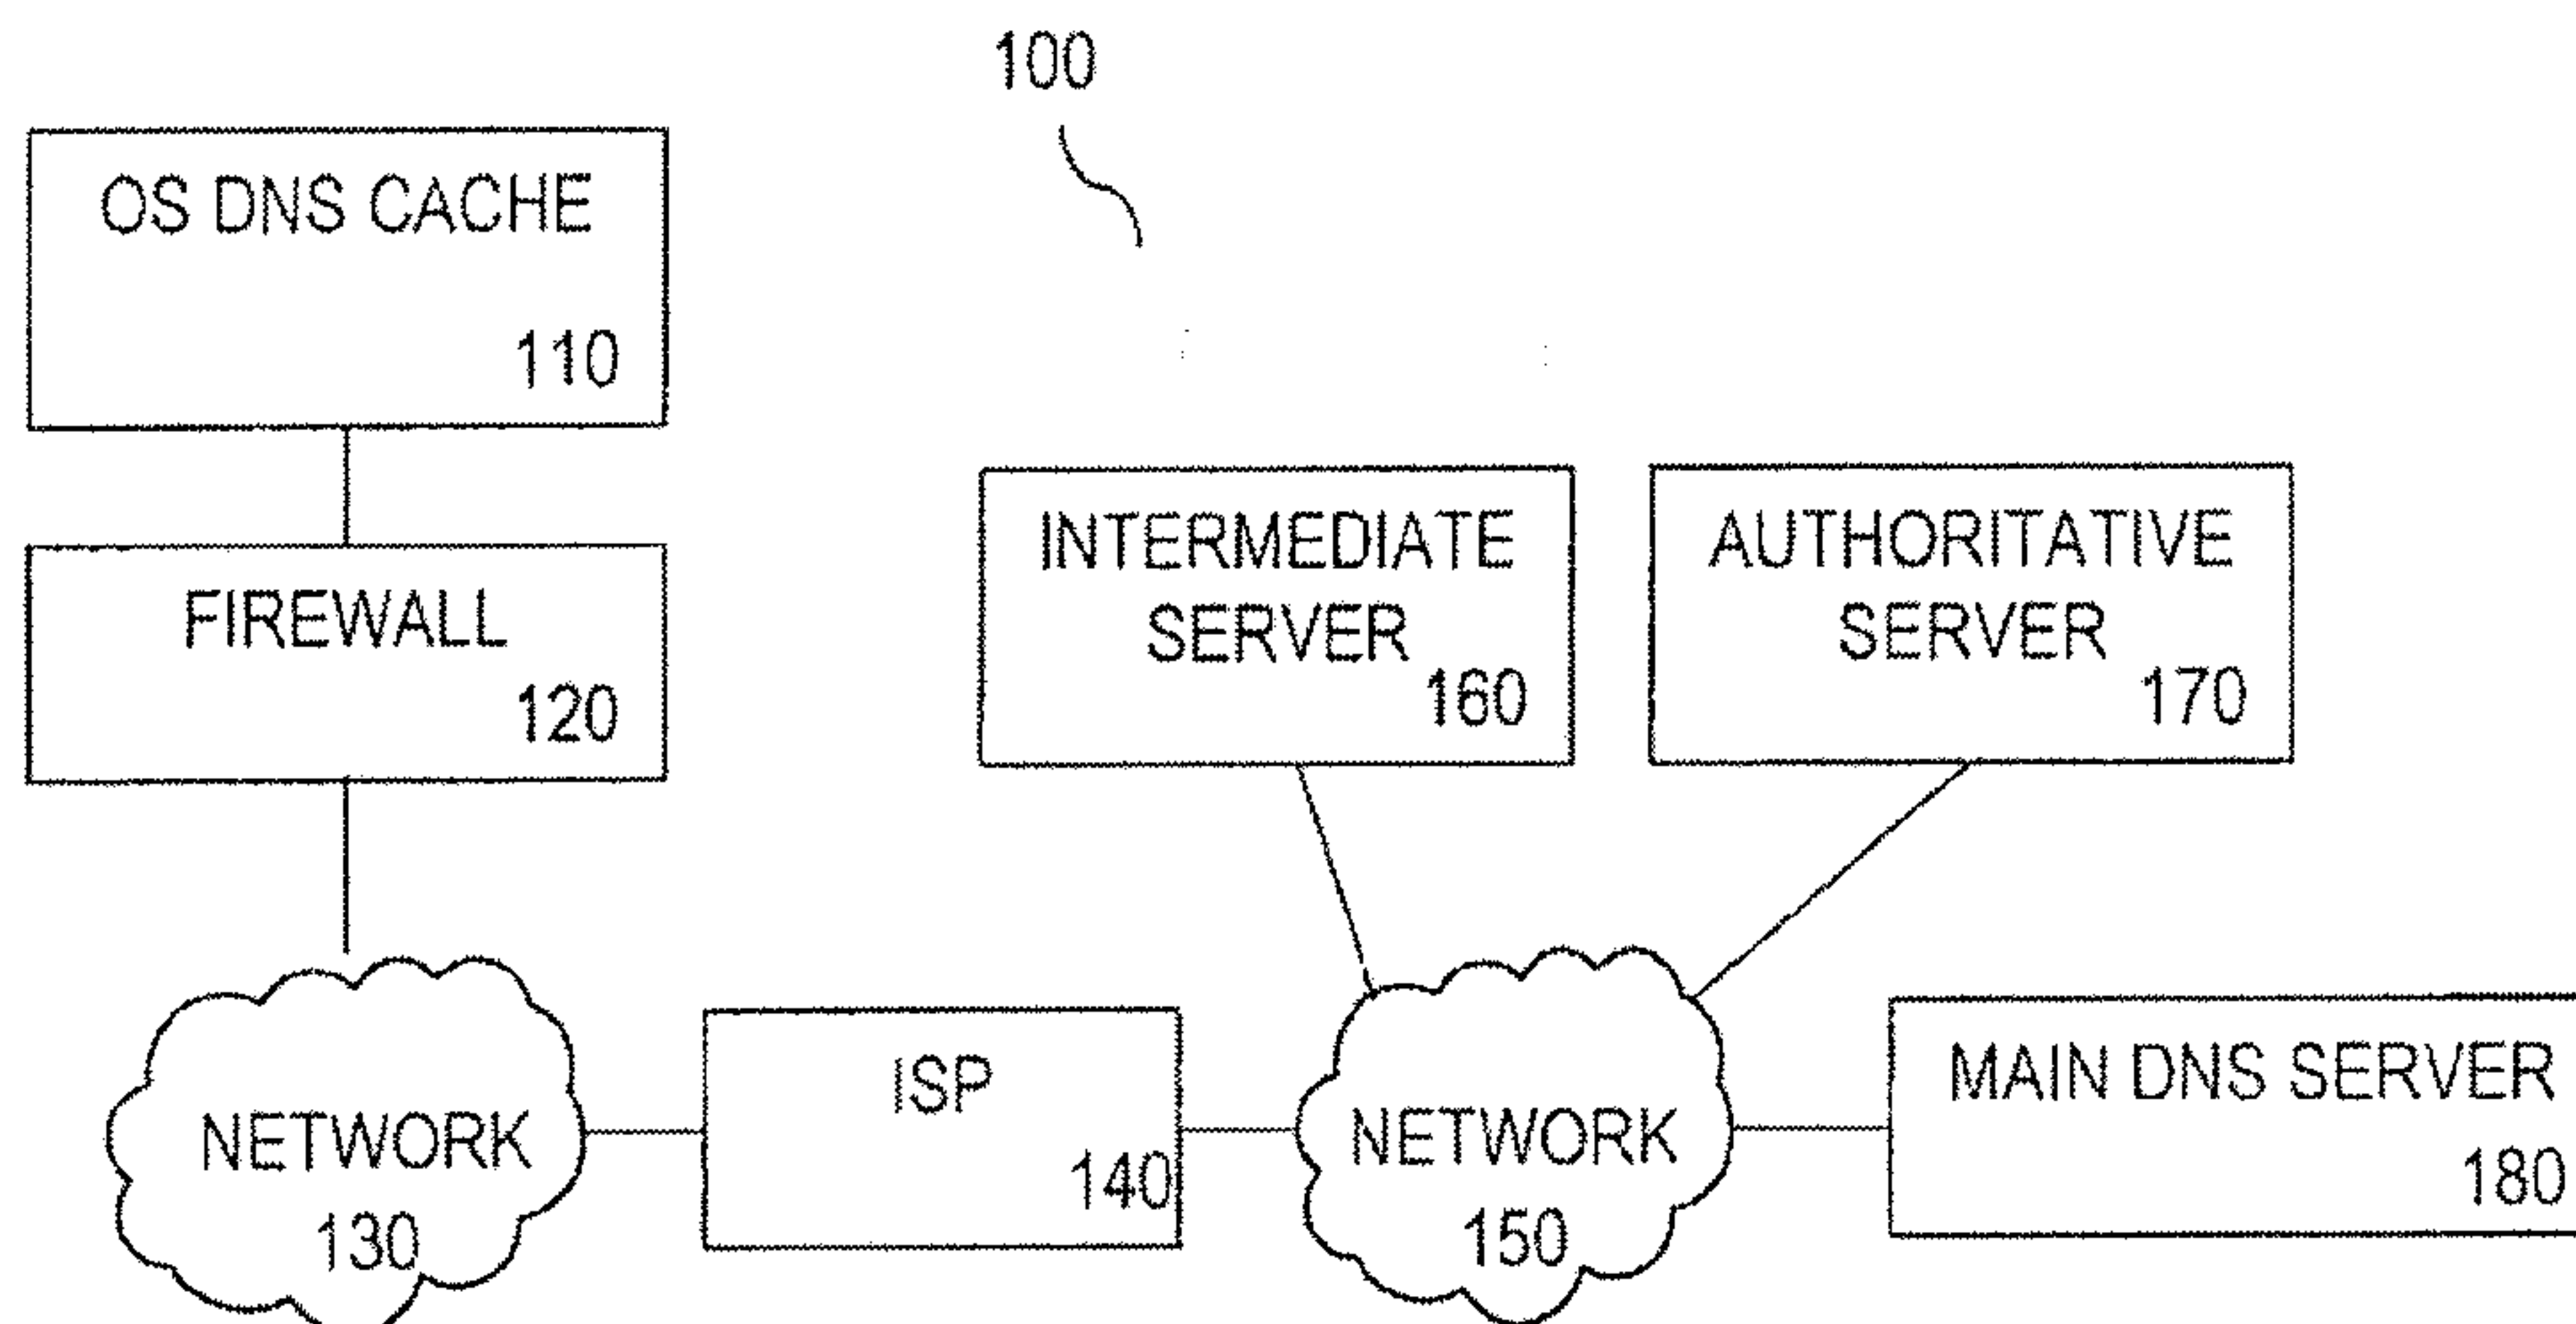 100
OS DNS CACHE
110
FIREWALL
120
INTERMEDIATE
SERVER
160
AUTHORITATIVE
SERVER
170
NETWORK
130
ISP
140
NETWORK
150
MAIN DNS SERVER
180